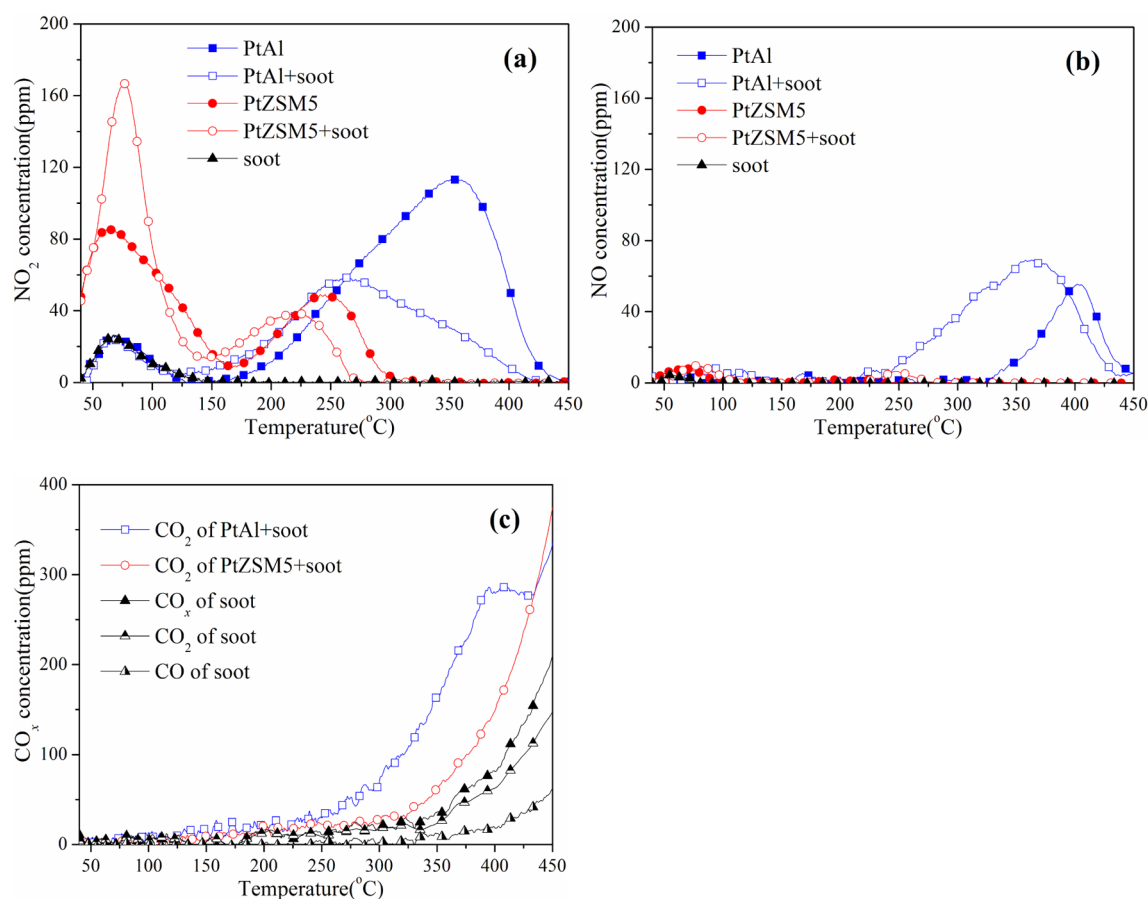 200
160
120
80
40
0
NO2 concentration(ppm)
PtAl
PtAl+soot
PtZSM5
PtZSM5+soot
soot
(a)
50 100 150 200 250 300 350 400 450
Temperature(°C)
200
160
120
80
40
0
NO concentration(ppm)
PtAl
PtAl+soot
PtZSM5
PtZSM5+soot
soot
(b)
50 100 150 200 250 300 350 400 450
Temperature(°C)
400
300
200
100
0
COx concentration(ppm)
CO2 of PtAl+soot
CO2 of PtZSM5+soot
COx of soot
CO2 of soot
CO of soot
(c)
50 100 150 200 250 300 350 400 450
Temperature(°C)